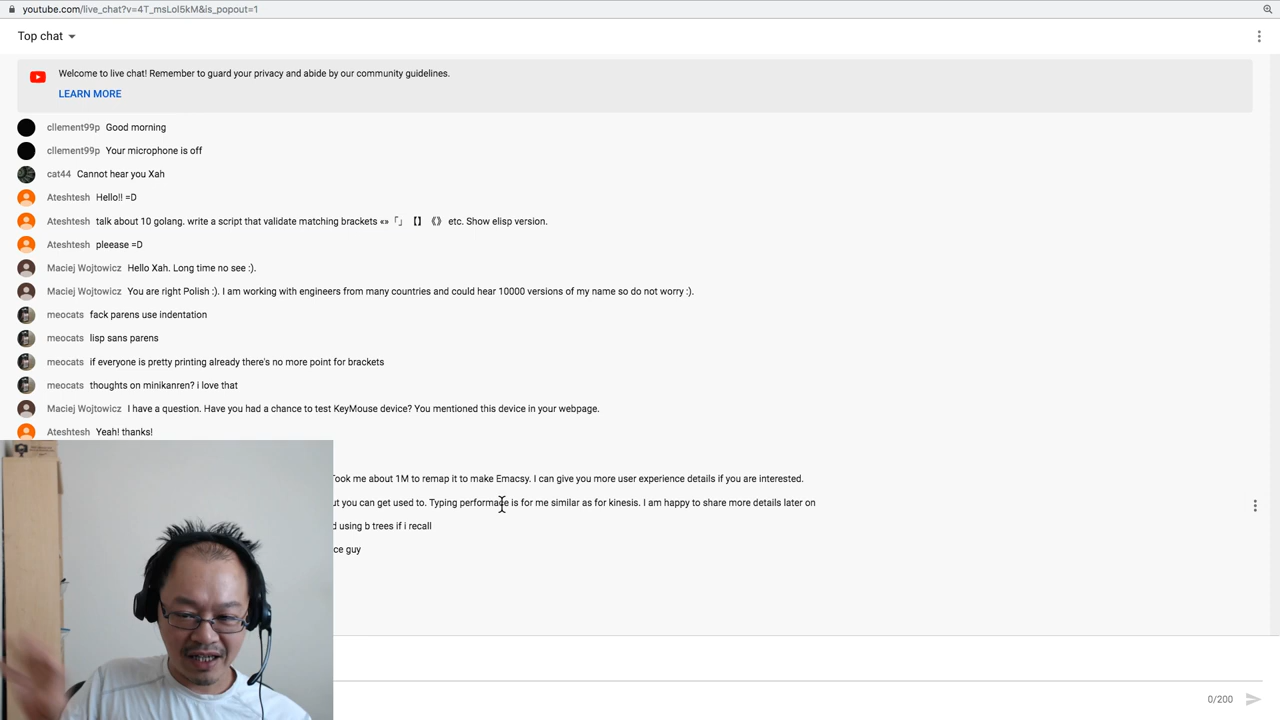 youtube.com/live_chat?v=4T_msLol5kM&is_popout=1
Top chat
Welcome to live chat! Remember to guard your privacy and abide by our community guidelines.
LEARN MORE
cllement99p Good morning
cllement99p Your microphone is off
cat44 Cannot hear you Xah
Ateshtesh Hello!! =D
Ateshtesh talk about 10 golang. write a script that validate matching brackets «» 「」 【】 《》 etc. Show elisp version.
Ateshtesh pleease =D
Maciej Wojtowicz Hello Xah. Long time no see :).
Maciej Wojtowicz You are right Polish :). I am working with engineers from many countries and could hear 10000 versions of my name so do not worry :).
meocats fack parens use indentation
meocats lisp sans parens
meocats if everyone is pretty printing already there's no more point for brackets
meocats thoughts on minikanren? i love that
Maciej Wojtowicz I have a question. Have you had a chance to test KeyMouse device? You mentioned this device in your webpage.
Ateshtesh Yeah! thanks!
Took me about 1M to remap it to make Emacsy. I can give you more user experience details if you are interested.
ut you can get used to. Typing performace is for me similar as for kinesis. I am happy to share more details later on
d using b trees if i recall
ce guy
0/200